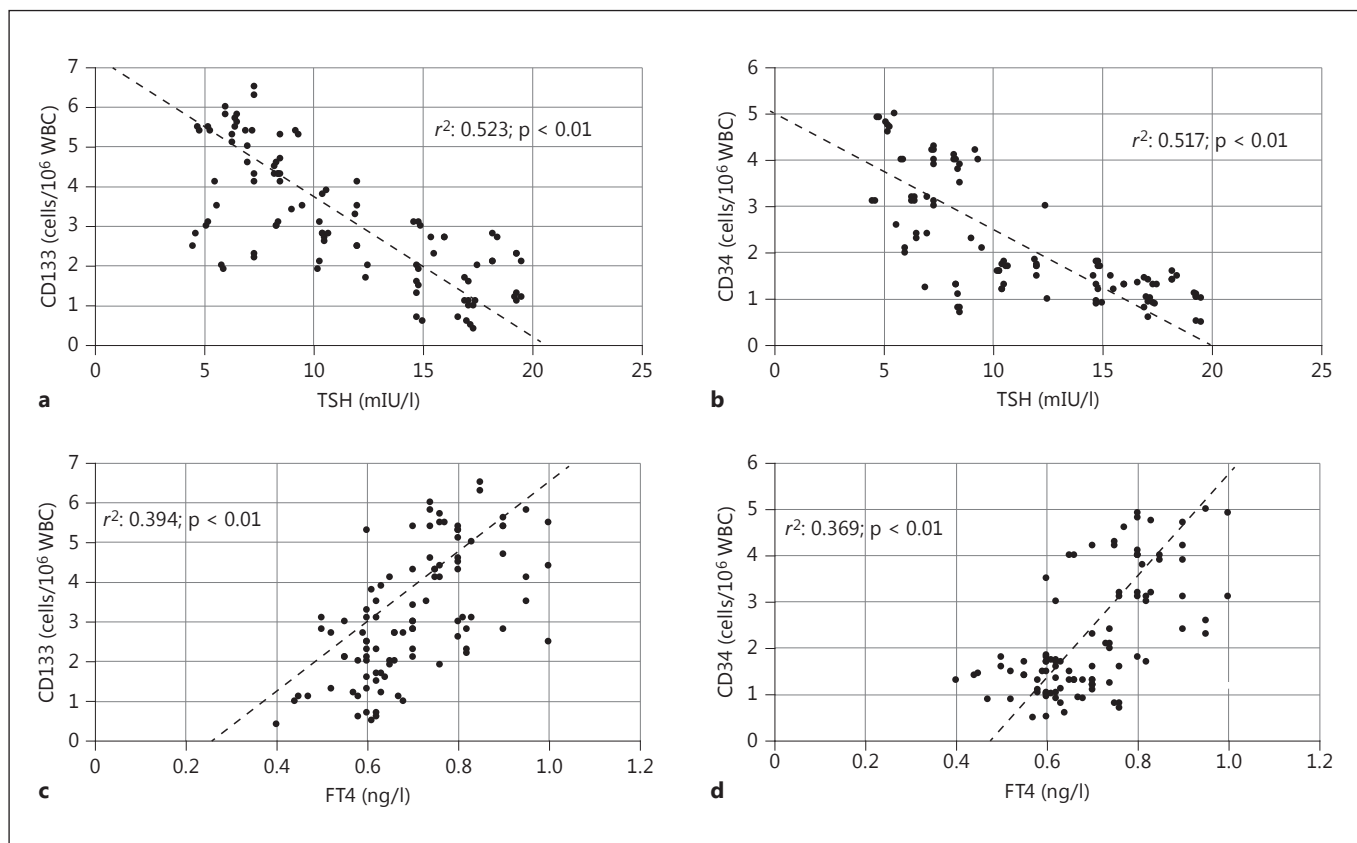 7
6
5
4
3
2
1
0
CD133 (cells/10⁶ WBC)
r²: 0.523; p < 0.01
0 5 10 15 20 25
TSH (mIU/l)
a
6
5
4
3
2
1
0
CD34 (cells/10⁶ WBC)
r²: 0.517; p < 0.01
0 5 10 15 20 25
TSH (mIU/l)
b
7
6
5
4
3
2
1
0
CD133 (cells/10⁶ WBC)
r²: 0.394; p < 0.01
0 0.2 0.4 0.6 0.8 1.0 1.2
FT4 (ng/l)
c
6
5
4
3
2
1
0
CD34 (cells/10⁶ WBC)
r²: 0.369; p < 0.01
0 0.2 0.4 0.6 0.8 1.0 1.2
FT4 (ng/l)
d